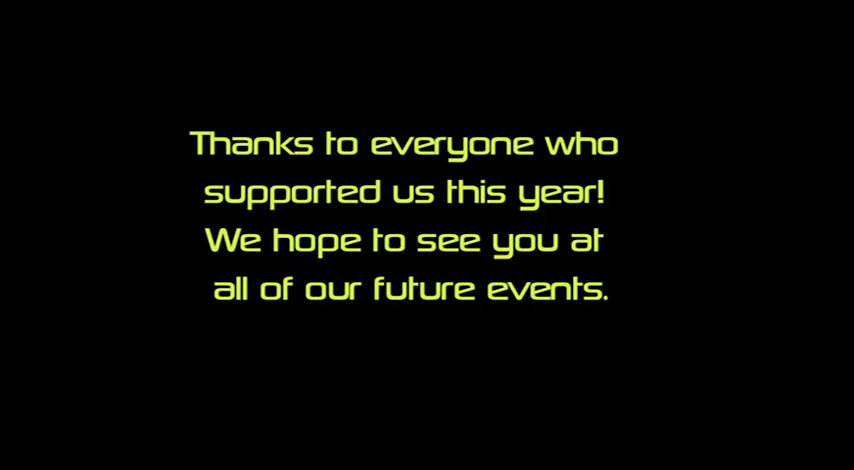 Thanks to everyone who
supported us this year!
We hope to see you at
all of our future events.